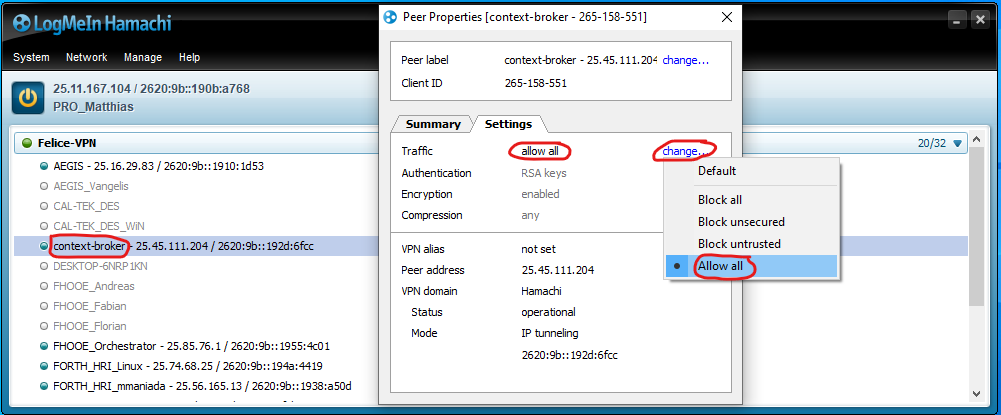 LogMeIn Hamachi
System Network Manage Help
25.11.167.104 / 2620:9b::190b:a768
PRO_Matthias
Felice-VPN 20/32
AEGIS - 25.16.29.83 / 2620:9b::1910:1d53
AEGIS_Vangelis
CAL-TEK_DES
CAL-TEK_DES_WiN
context-broker - 25.45.111.204 / 2620:9b::192d:6fcc
DESKTOP-6NRP1KN
FHOOE_Andreas
FHOOE_Fabian
FHOOE_Florian
FHOOE_Orchestrator - 25.85.76.1 / 2620:9b::1955:4c01
FORTH_HRI_Linux - 25.74.68.25 / 2620:9b::194a:4419
FORTH_HRI_mmaniada - 25.56.165.13 / 2620:9b::1938:a50d
Peer Properties [context-broker - 265-158-551]
Peer label context-broker - 25.45.111.204 change...
Client ID 265-158-551
Summary Settings
Traffic allow all change...
Authentication RSA keys
Encryption enabled
Compression any
VPN alias not set
Peer address 25.45.111.204
VPN domain Hamachi
Status operational
Mode IP tunneling
2620:9b::192d:6fcc
Default
Block all
Block unsecured
Block untrusted
Allow all